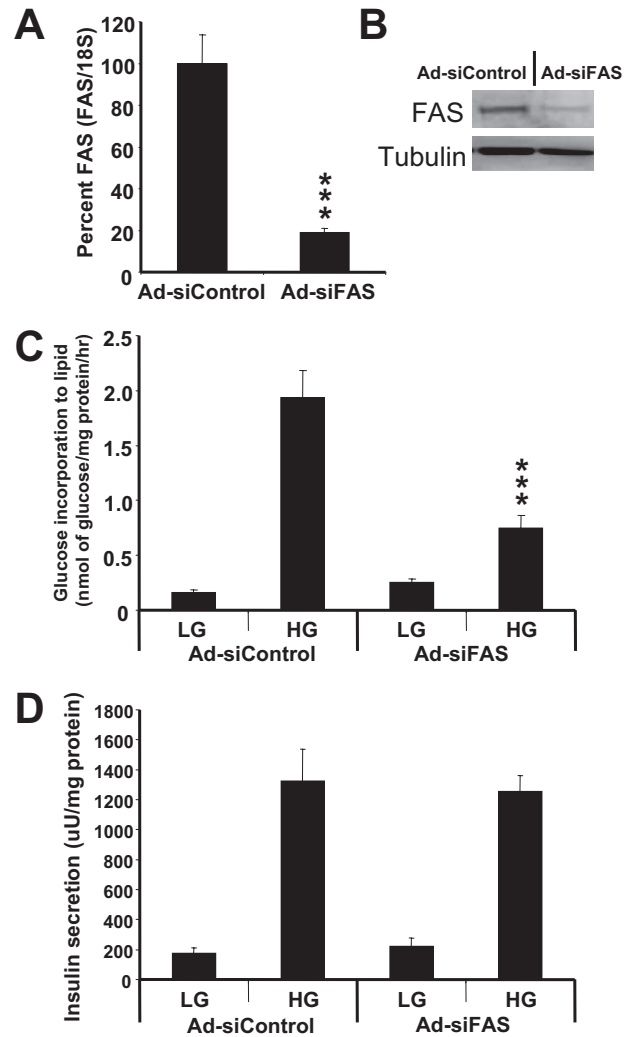 A
Percent FAS (FAS/18S)
120
100
80
60
40
20
0
***
Ad-siControl Ad-siFAS
B
Ad-siControl Ad-siFAS
FAS
Tubulin
C
Glucose incorporation to lipid
(nmol of glucose/mg protein/hr)
2.5
2.0
1.5
1.0
0.5
0
***
LG HG LG HG
Ad-siControl Ad-siFAS
D
Insulin secretion (uU/mg protein)
1800
1600
1400
1200
1000
800
600
400
200
0
LG HG LG HG
Ad-siControl Ad-siFAS